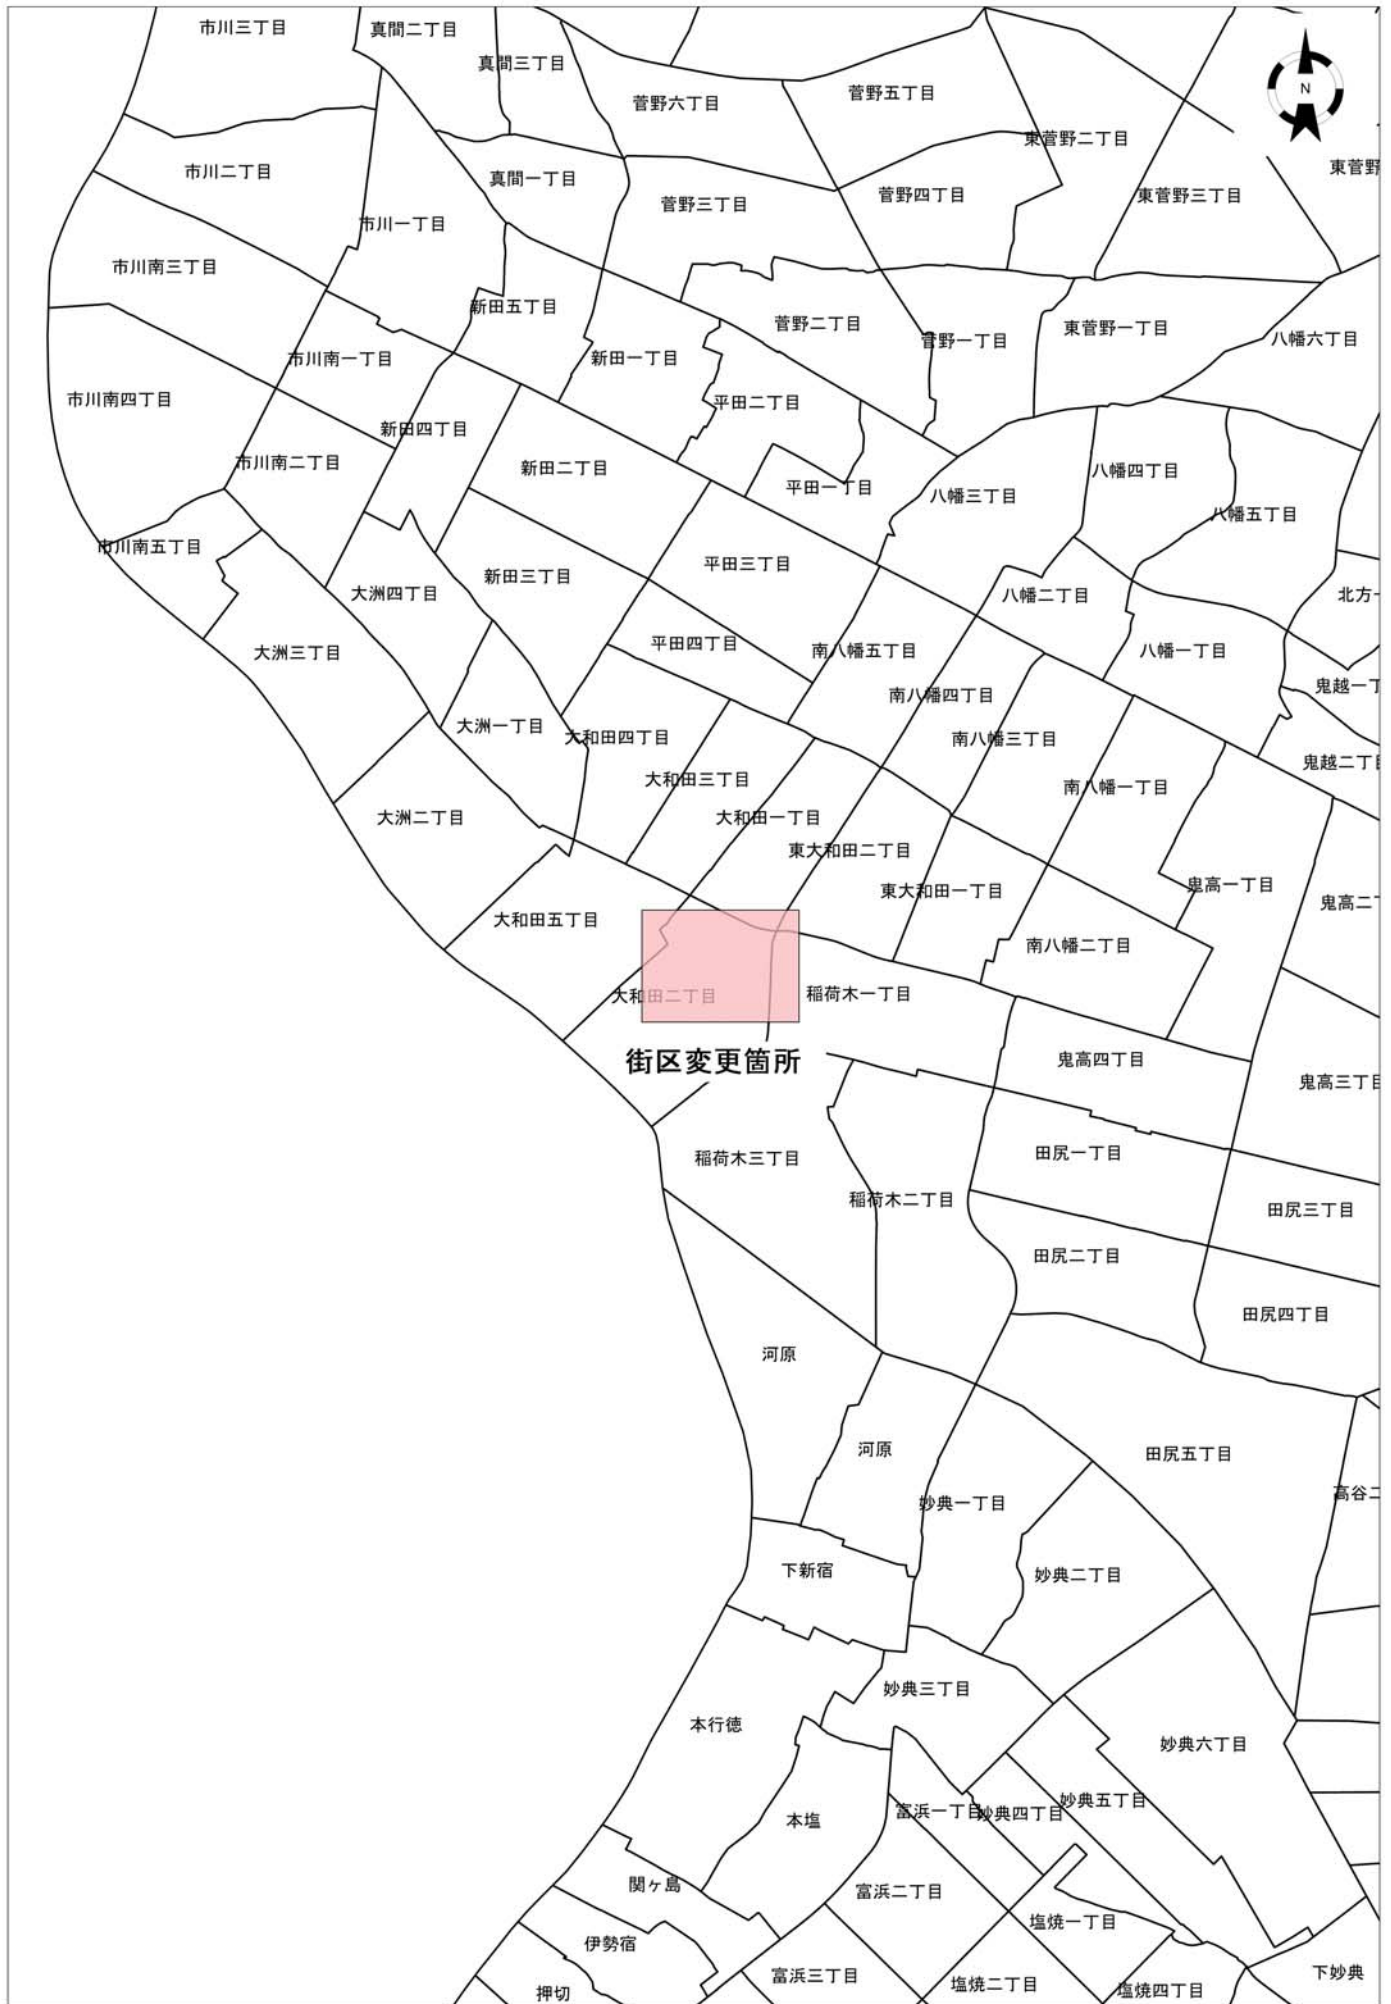 市川三丁目
真間二丁目
真間三丁目
菅野六丁目
菅野五丁目
N
東菅野二丁目
東菅野
市川二丁目
真間一丁目
菅野三丁目
菅野四丁目
東菅野三丁目
市川一丁目
市川南三丁目
新田五丁目
菅野二丁目
菅野一丁目
東菅野一丁目
八幡六丁目
市川南一丁目
新田一丁目
市川南四丁目
平田二丁目
新田四丁目
市川南二丁目
新田二丁目
平田一丁目
八幡三丁目
八幡四丁目
八幡五丁目
市川南五丁目
新田三丁目
平田三丁目
大洲四丁目
八幡二丁目
北方一
大洲三丁目
平田四丁目
南八幡五丁目
八幡一丁目
南八幡四丁目
鬼越一丁
大洲一丁目
大和田四丁目
南八幡三丁目
鬼越二丁目
大和田三丁目
南八幡一丁目
大洲二丁目
大和田一丁目
東大和田二丁目
東大和田一丁目
鬼高一丁目
鬼高二丁
大和田五丁目
南八幡二丁目
大和田二丁目
稲荷木一丁目
街区変更箇所
鬼高四丁目
鬼高三丁目
稲荷木三丁目
田尻一丁目
稲荷木二丁目
田尻三丁目
田尻二丁目
田尻四丁目
河原
河原
田尻五丁目
高谷二
妙典一丁目
下新宿
妙典二丁目
妙典三丁目
本行徳
妙典六丁目
妙典五丁目
富浜一丁目
妙典四丁目
本塩
関ヶ島
富浜二丁目
塩焼一丁目
伊勢宿
富浜三丁目
塩焼二丁目
塩焼四丁目
下妙典
押切